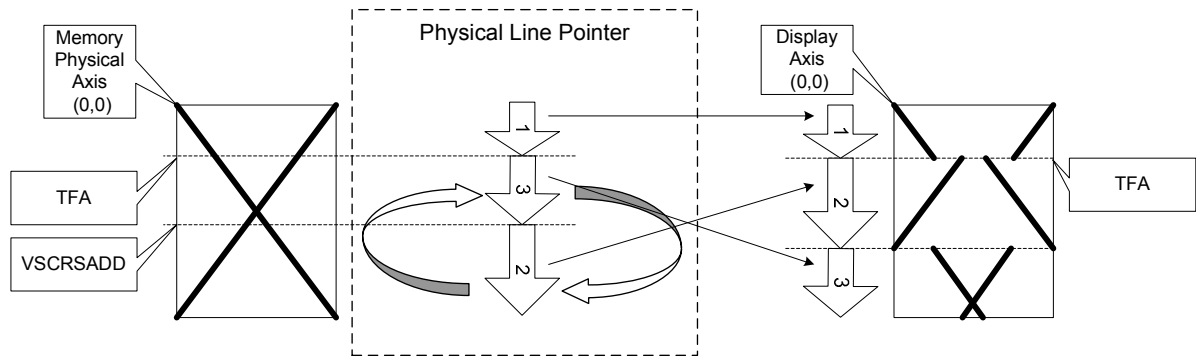 Memory
Physical
Axis
(0,0)
TFA
VSCRSADD
Physical Line Pointer
1
3
2
Display
Axis
(0,0)
1
2
3
TFA